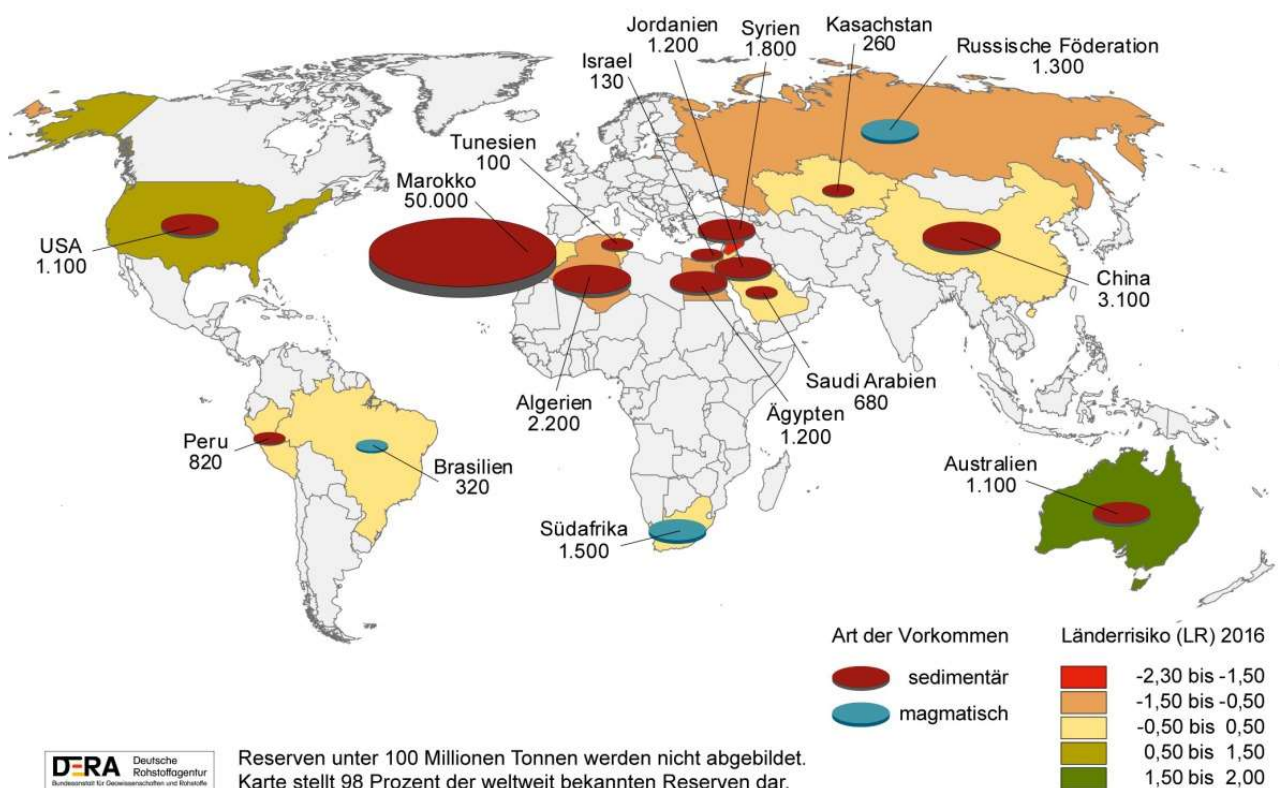 Jordanien
1.200
Syrien
1.800
Kasachstan
260
Russische Föderation
1.300
Israel
130
Tunesien
100
Marokko
50.000
USA
1.100
China
3.100
Algerien
2.200
Saudi Arabien
680
Ägypten
1.200
Peru
820
Brasilien
320
Südafrika
1.500
Australien
1.100
Art der Vorkommen
sedimentär
magmatisch
Länderrisiko (LR) 2016
-2,30 bis -1,50
-1,50 bis -0,50
-0,50 bis 0,50
0,50 bis 1,50
1,50 bis 2,00
DERA Deutsche
Rohstoffagentur
Bundesanstalt für Geowissenschaften und Rohstoffe
Reserven unter 100 Millionen Tonnen werden nicht abgebildet.
Karte stellt 98 Prozent der weltweit bekannten Reserven dar.